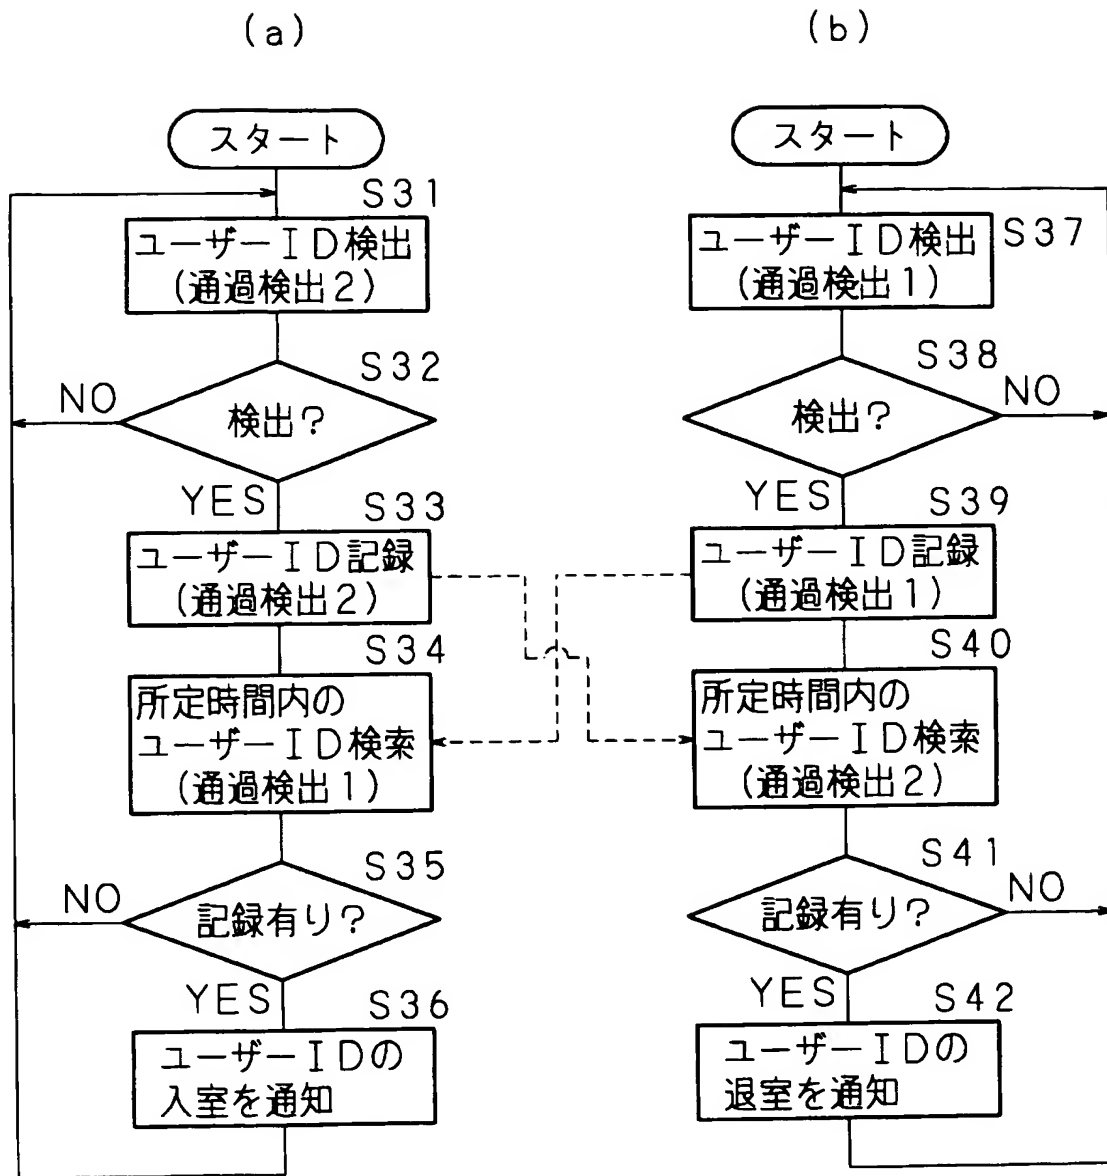 (a)
スタート
S31
ユーザーID検出
(通過検出2)
S32
NO
検出?
YES
S33
ユーザーID記録
(通過検出2)
S34
所定時間内の
ユーザーID検索
(通過検出1)
S35
NO
記録有り?
YES
S36
ユーザーIDの
入室を通知
(b)
スタート
ユーザーID検出
(通過検出1)
S37
S38
検出?
NO
YES
S39
ユーザーID記録
(通過検出1)
S40
所定時間内の
ユーザーID検索
(通過検出2)
S41
記録有り?
NO
YES
S42
ユーザーIDの
退室を通知